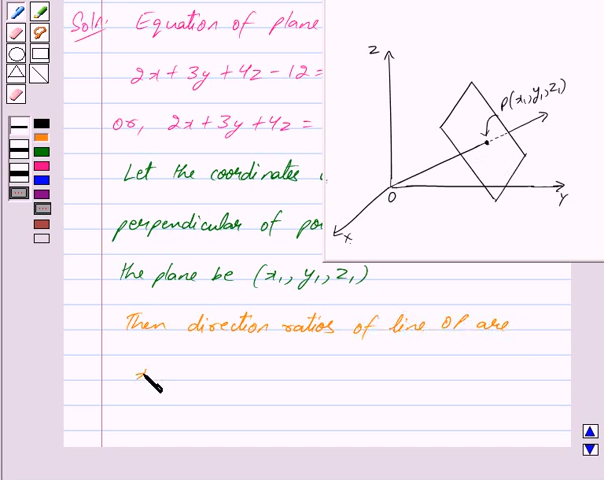 Soln: Equation of plane
2x + 3y + 4z - 12 =
or, 2x + 3y + 4z =
Let the coordinates
perpendicular of
the plane be (x₁, y₁, z₁)
Then direction ratios of line OP are
x
Z
P(x₁, y₁, z₁)
O
Y
X